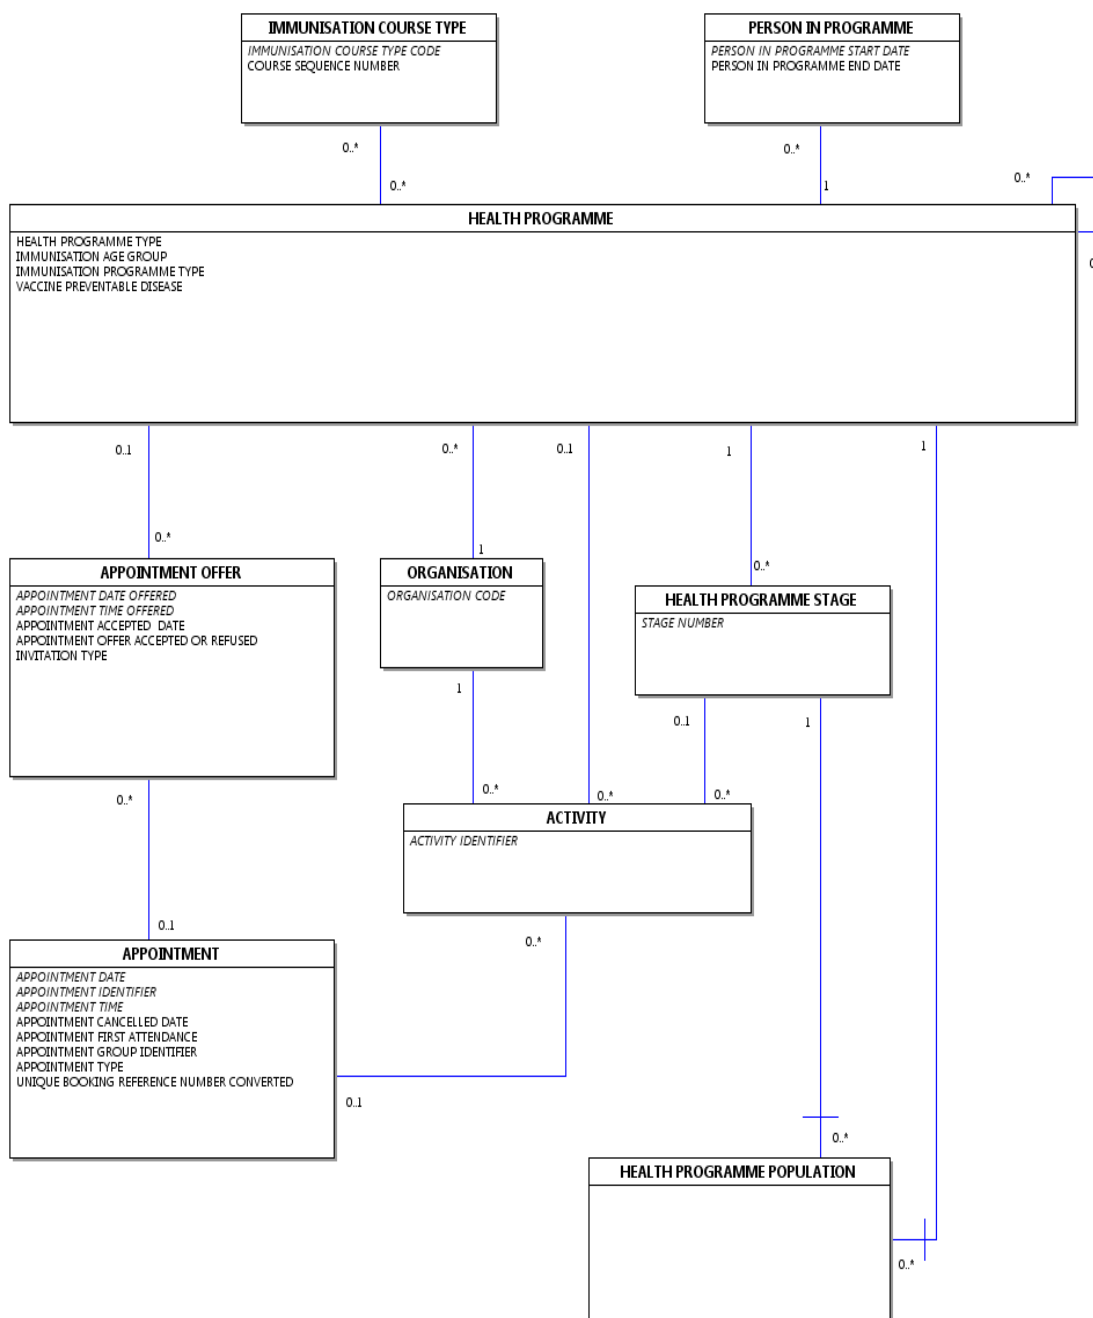 IMMUNISATION COURSE TYPE
IMMUNISATION COURSE TYPE CODE
COURSE SEQUENCE NUMBER
PERSON IN PROGRAMME
PERSON IN PROGRAMME START DATE
PERSON IN PROGRAMME END DATE
0..*
0..*
0..*
0..*
1
HEALTH PROGRAMME
HEALTH PROGRAMME TYPE
IMMUNISATION AGE GROUP
IMMUNISATION PROGRAMME TYPE
VACCINE PREVENTABLE DISEASE
0..1
0..*
0..1
1
1
0..*
1
0..*
APPOINTMENT OFFER
APPOINTMENT DATE OFFERED
APPOINTMENT TIME OFFERED
APPOINTMENT ACCEPTED DATE
APPOINTMENT OFFER ACCEPTED OR REFUSED
INVITATION TYPE
ORGANISATION
ORGANISATION CODE
HEALTH PROGRAMME STAGE
STAGE NUMBER
1
0..1
1
0..*
0..*
0..*
0..*
ACTIVITY
ACTIVITY IDENTIFIER
0..1
0..*
APPOINTMENT
APPOINTMENT DATE
APPOINTMENT IDENTIFIER
APPOINTMENT TIME
APPOINTMENT CANCELLED DATE
APPOINTMENT FIRST ATTENDANCE
APPOINTMENT GROUP IDENTIFIER
APPOINTMENT TYPE
UNIQUE BOOKING REFERENCE NUMBER CONVERTED
0..1
0..*
HEALTH PROGRAMME POPULATION
0..*